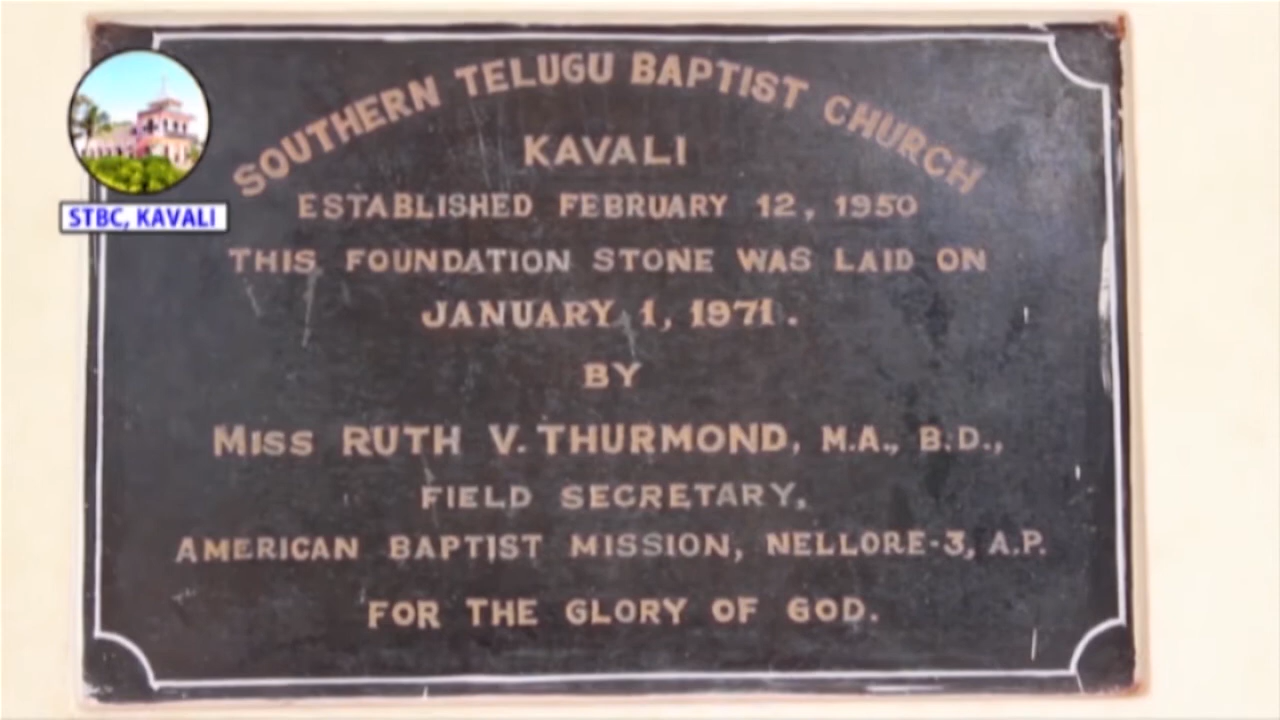 SOUTHERN TELUGU BAPTIST CHURCH
KAVALI
ESTABLISHED FEBRUARY 12, 1950
THIS FOUNDATION STONE WAS LAID ON
JANUARY 1, 1971.
BY
MISS RUTH V. THURMOND, M.A., B.D.,
FIELD SECRETARY,
AMERICAN BAPTIST MISSION, NELLORE-3, A.P.
FOR THE GLORY OF GOD.
STBC, KAVALI